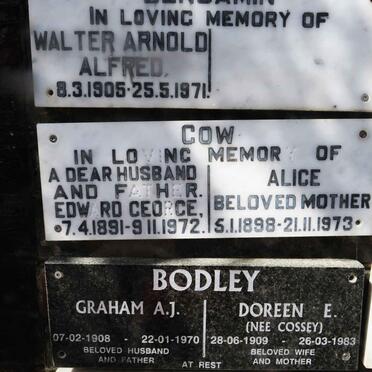 BENJAMIN
IN LOVING MEMORY OF
WALTER ARNOLD
ALFRED.
8.3.1905-25.5.1971.
COW
IN LOVING MEMORY OF
A DEAR HUSBAND
AND FATHER.
EDWARD GEORGE,
7.4.1891-9.11.1972.
ALICE
BELOVED MOTHER
5.1.1898-21.11.1973.
BODLEY
GRAHAM A.J.
07-02-1908 - 22-01-1970
BELOVED HUSBAND
AND FATHER
DOREEN E.
(NEE COSSEY)
28-06-1909 - 26-03-1983
BELOVED WIFE
AND MOTHER
AT REST